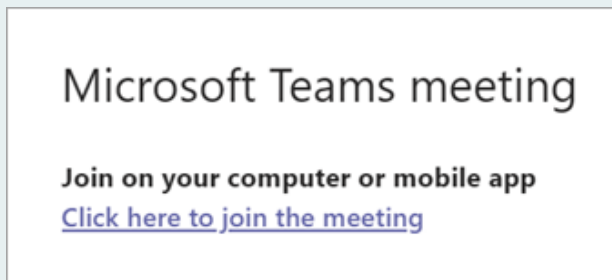 Microsoft Teams meeting
Join on your computer or mobile app
Click here to join the meeting